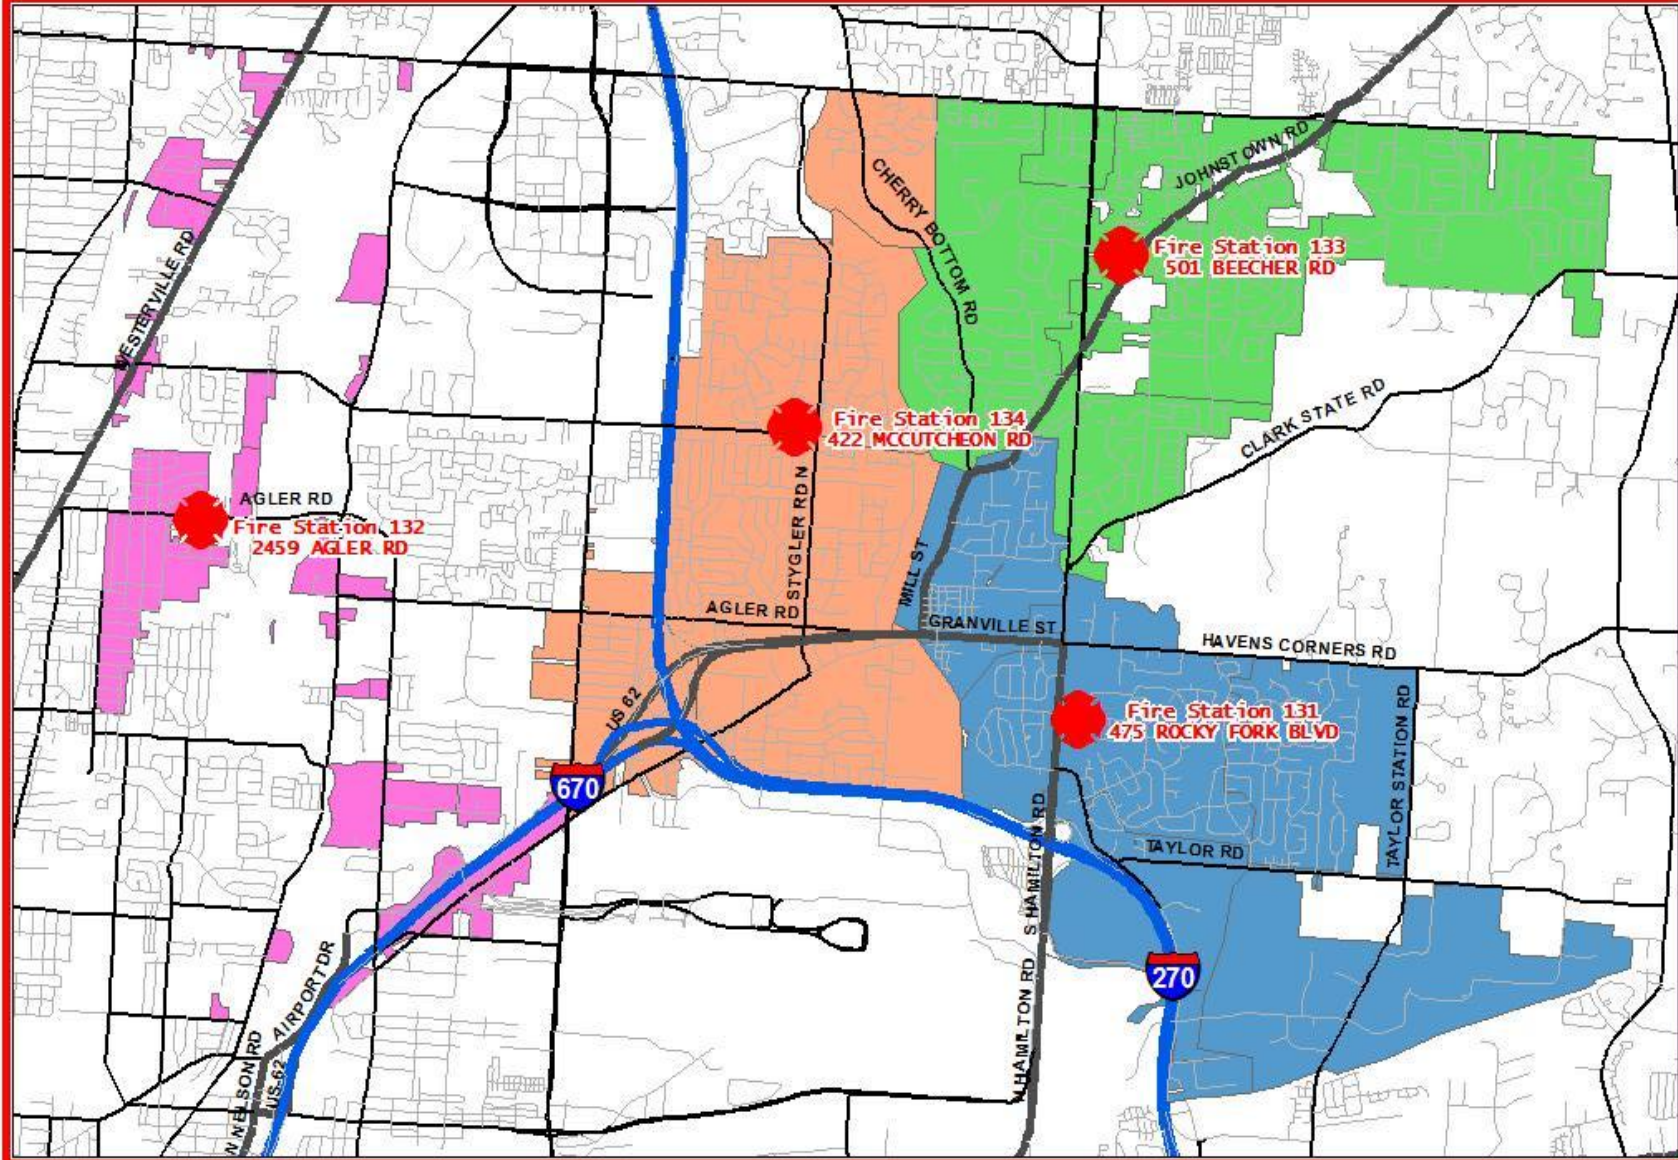 JOHNSTOWN RD
CHERRY BOTTOM RD
WESTERVILLE RD
Fire Station 133
501 BEECHER RD
Fire Station 134
422 MCCUTCHEON RD
CLARK STATE RD
AGLER RD
Fire Station 132
2459 AGLER RD
STYGLER RD N
MILL ST
AGLER RD
GRANVILLE ST
HAVENS CORNERS RD
US 62
Fire Station 131
475 ROCKY FORK BLVD
TAYLOR STATION RD
670
S HAMILTON RD
TAYLOR RD
AIRPORT DR
270
N HAMILTON RD
N NELSON RD
US-62